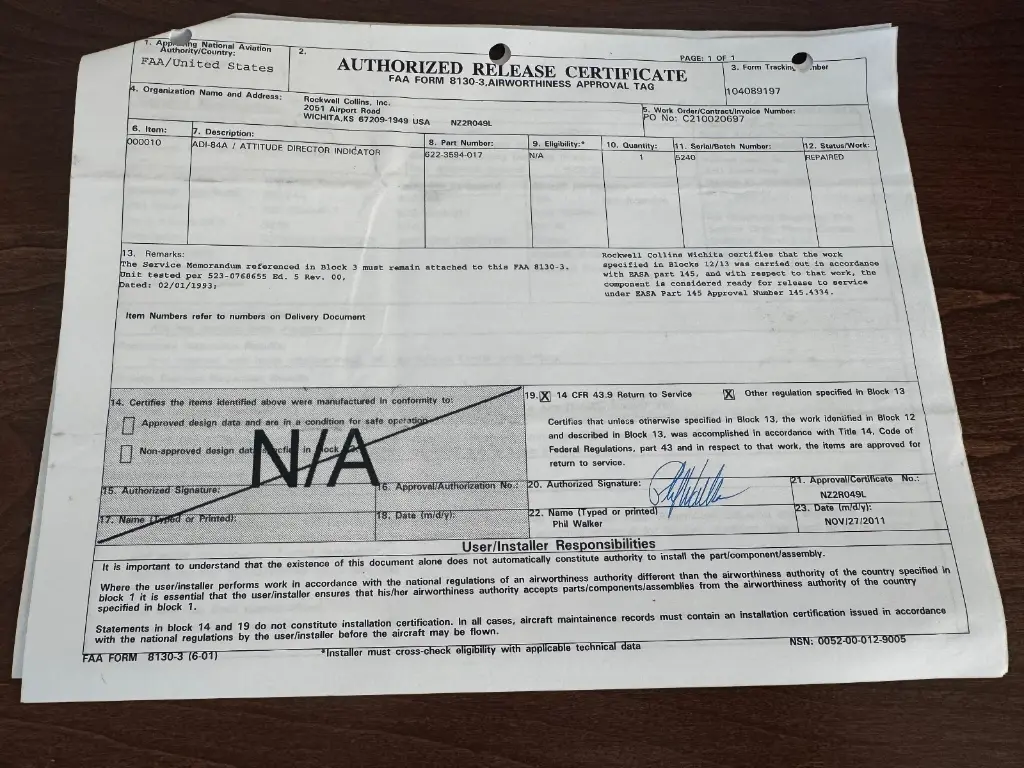 1. Approving National Aviation
Authority/Country:
FAA/United States
2.
AUTHORIZED RELEASE CERTIFICATE
FAA FORM 8130-3,AIRWORTHINESS APPROVAL TAG
PAGE: 1 OF 1
3. Form Tracking Number
104089197
4. Organization Name and Address:
Rockwell Collins, Inc.
2051 Airport Road
WICHITA,KS 67209-1949 USA NZ2R049L
5. Work Order/Contract/Invoice Number:
PO No: C210020697
6. Item: 7. Description: 8. Part Number: 9. Eligibility:* 10. Quantity: 11. Serial/Batch Number: 12. Status/Work:
000010 ADI-84A / ATTITUDE DIRECTOR INDICATOR 622-3594-017 N/A 1 5240 REPAIRED
13. Remarks:
The Service Memorandum referenced in Block 3 must remain attached to this FAA 8130-3.
Unit tested per 523-0768655 Ed. 5 Rev. 00,
Dated: 02/01/1993;
Item Numbers refer to numbers on Delivery Document
Rockwell Collins Wichita certifies that the work
specified in Blocks 12/13 was carried out in accordance
with EASA part 145, and with respect to that work, the
component is considered ready for release to service
under EASA Part 145 Approval Number 145.4334.
14. Certifies the items identified above were manufactured in conformity to:
Approved design data and are in a condition for safe operation
Non-approved design data specified in Block
N/A
15. Authorized Signature:
16. Approval/Authorization No.:
17. Name (Typed or Printed):
18. Date (m/d/y):
19. X 14 CFR 43.9 Return to Service X Other regulation specified in Block 13
Certifies that unless otherwise specified in Block 13, the work identified in Block 12
and described in Block 13, was accomplished in accordance with Title 14, Code of
Federal Regulations, part 43 and in respect to that work, the items are approved for
return to service.
20. Authorized Signature:
21. Approval/Certificate No.:
NZ2R049L
22. Name (Typed or printed)
Phil Walker
23. Date (m/d/y):
NOV/27/2011
User/Installer Responsibilities
It is important to understand that the existence of this document alone does not automatically constitute authority to install the part/component/assembly.
Where the user/installer performs work in accordance with the national regulations of an airworthiness authority different than the airworthiness authority of the country specified in
block 1 it is essential that the user/installer ensures that his/her airworthiness authority accepts parts/components/assemblies from the airworthiness authority of the country
specified in block 1.
Statements in block 14 and 19 do not constitute installation certification. In all cases, aircraft maintainence records must contain an installation certification issued in accordance
with the national regulations by the user/installer before the aircraft may be flown.
FAA FORM 8130-3 (6-01)
*Installer must cross-check eligibility with applicable technical data
NSN: 0052-00-012-9005